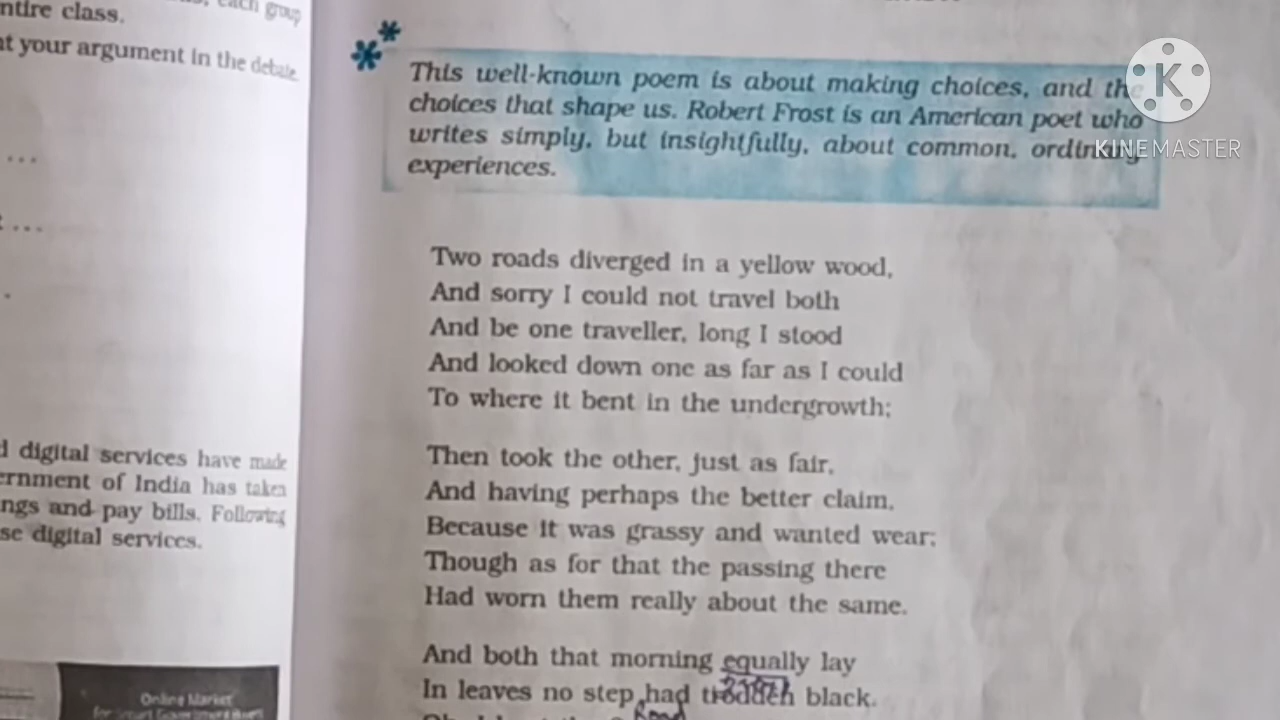 ntire class.
t your argument in the debate.
...
...
d digital services have made
ernment of India has taken
ngs and pay bills. Following
se digital services.
Online Market
This well-known poem is about making choices, and the
choices that shape us. Robert Frost is an American poet who
writes simply, but insightfully, about common, ordinary
experiences.
K
KINEMASTER
Two roads diverged in a yellow wood,
And sorry I could not travel both
And be one traveller, long I stood
And looked down one as far as I could
To where it bent in the undergrowth;
Then took the other, just as fair,
And having perhaps the better claim,
Because it was grassy and wanted wear;
Though as for that the passing there
Had worn them really about the same.
And both that morning equally lay
In leaves no step had trodden black.
Road